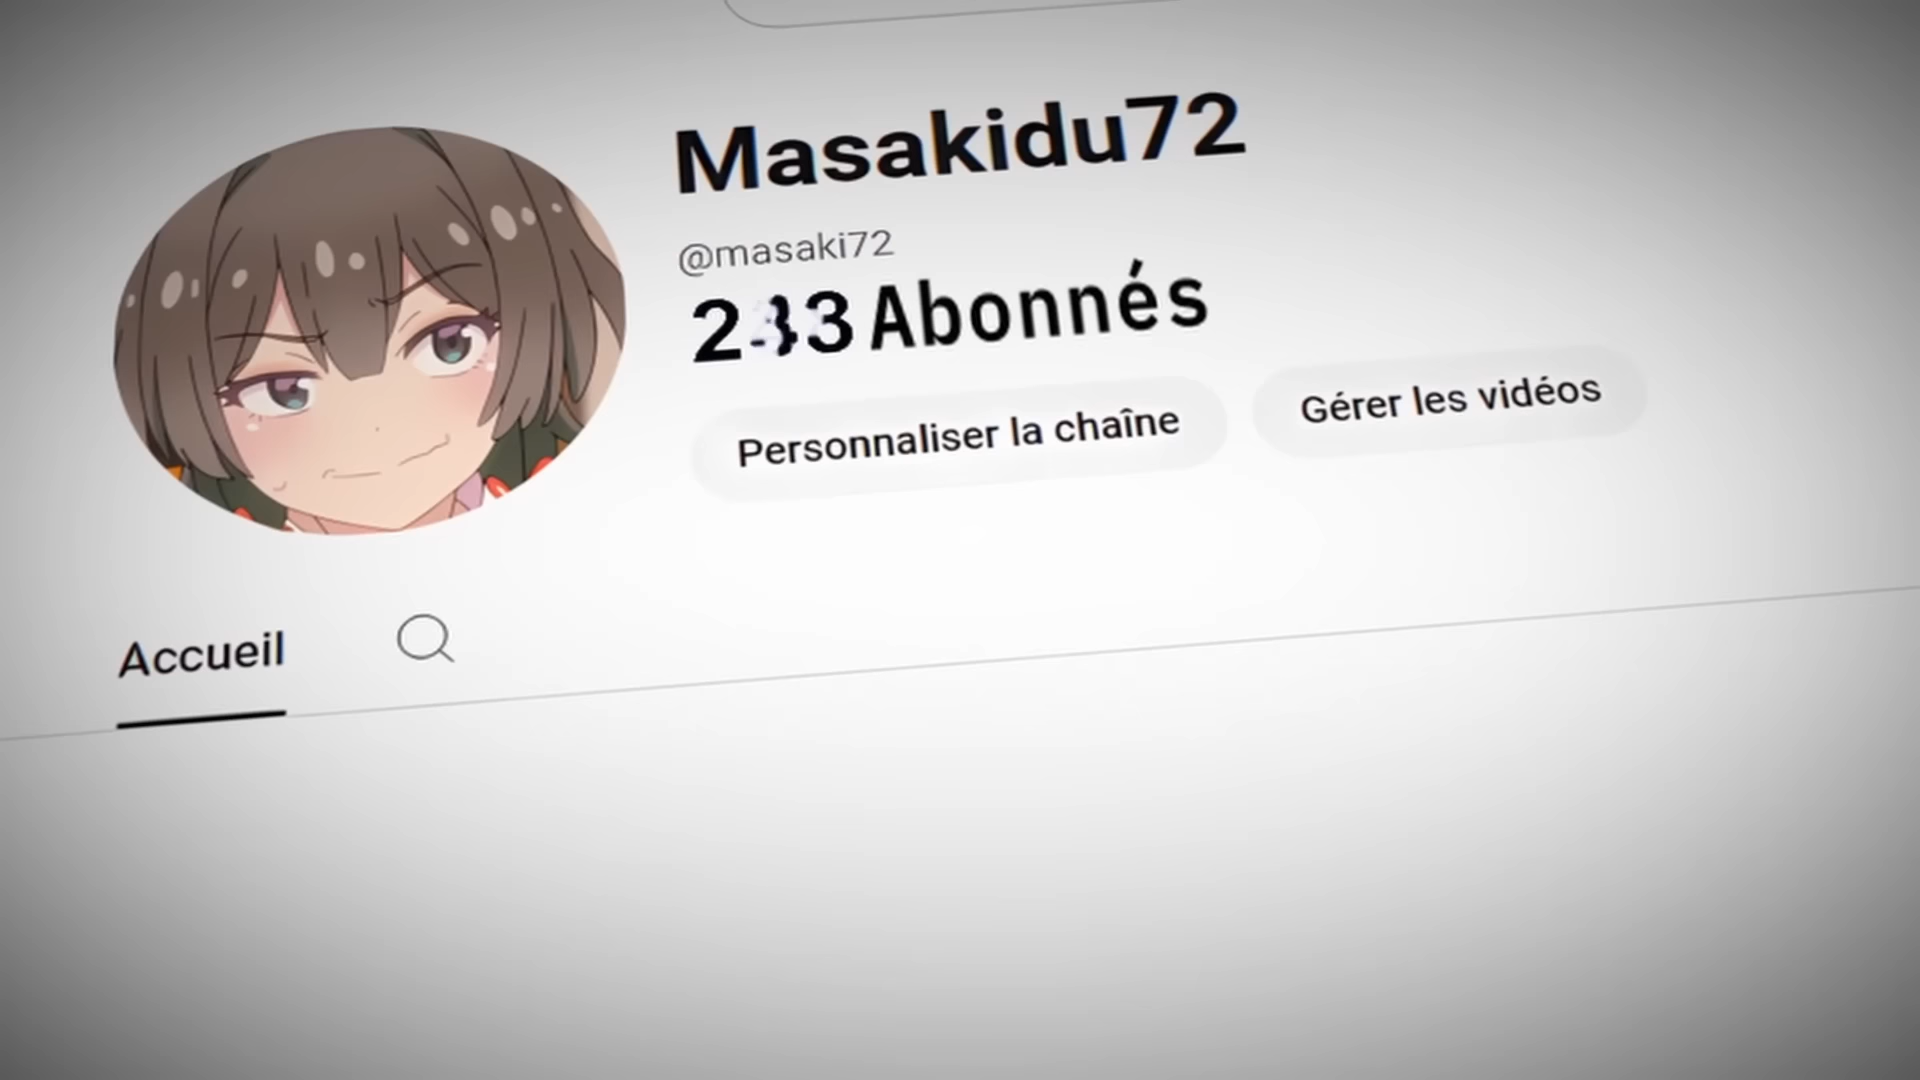 Masakidu72
@masaki72
Abonnés
Personnaliser la chaîne
Gérer les vidéos
Accueil